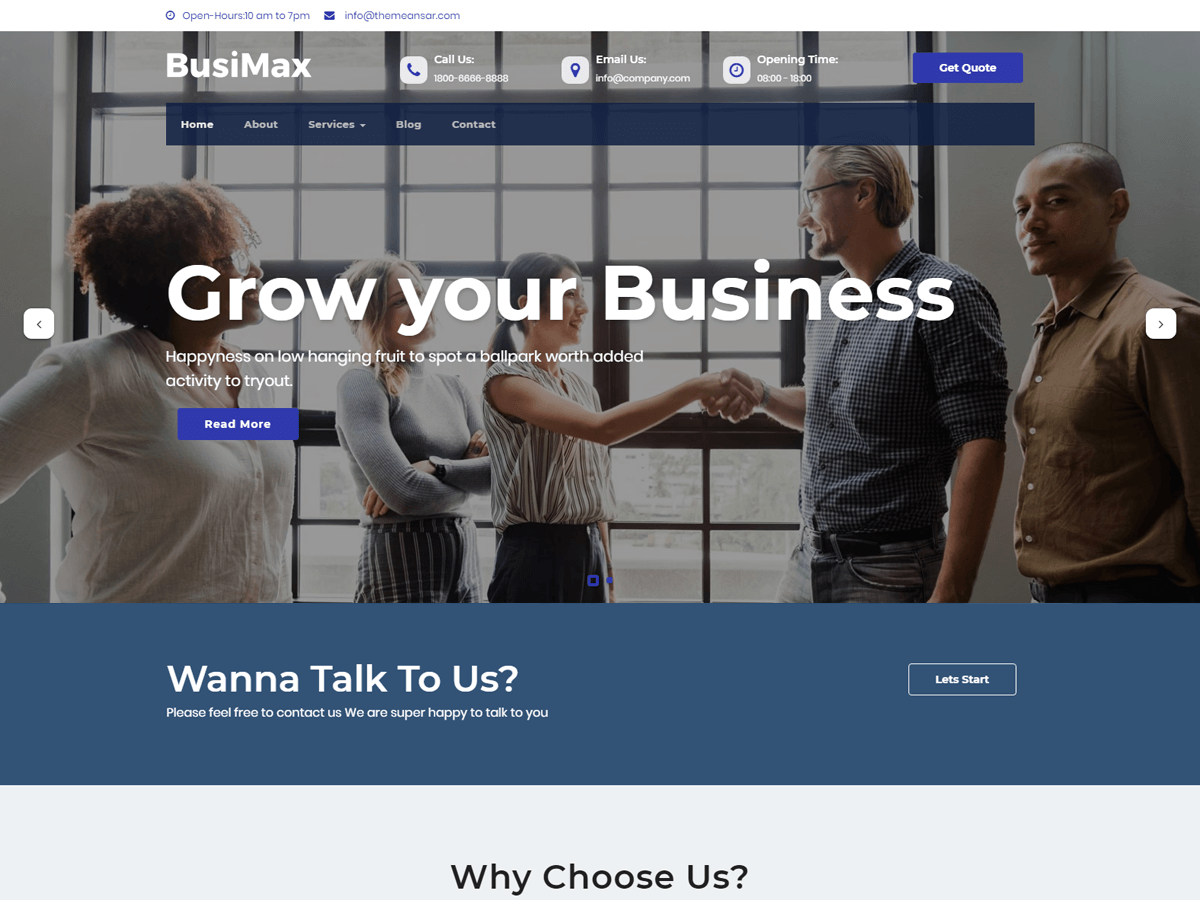 Open-Hours:10 am to 7pm info@themeansar.com
BusiMax
Call Us:
1800-6668-8888
Email Us:
info@company.com
Opening Time:
08:00 - 18:00
Get Quote
Home About Services Blog Contact
Grow your Business
Happyness on low hanging fruit to spot a ballpark worth added
activity to tryout.
Read More
Wanna Talk To Us?
Please feel free to contact us We are super happy to talk to you
Lets Start
Why Choose Us?